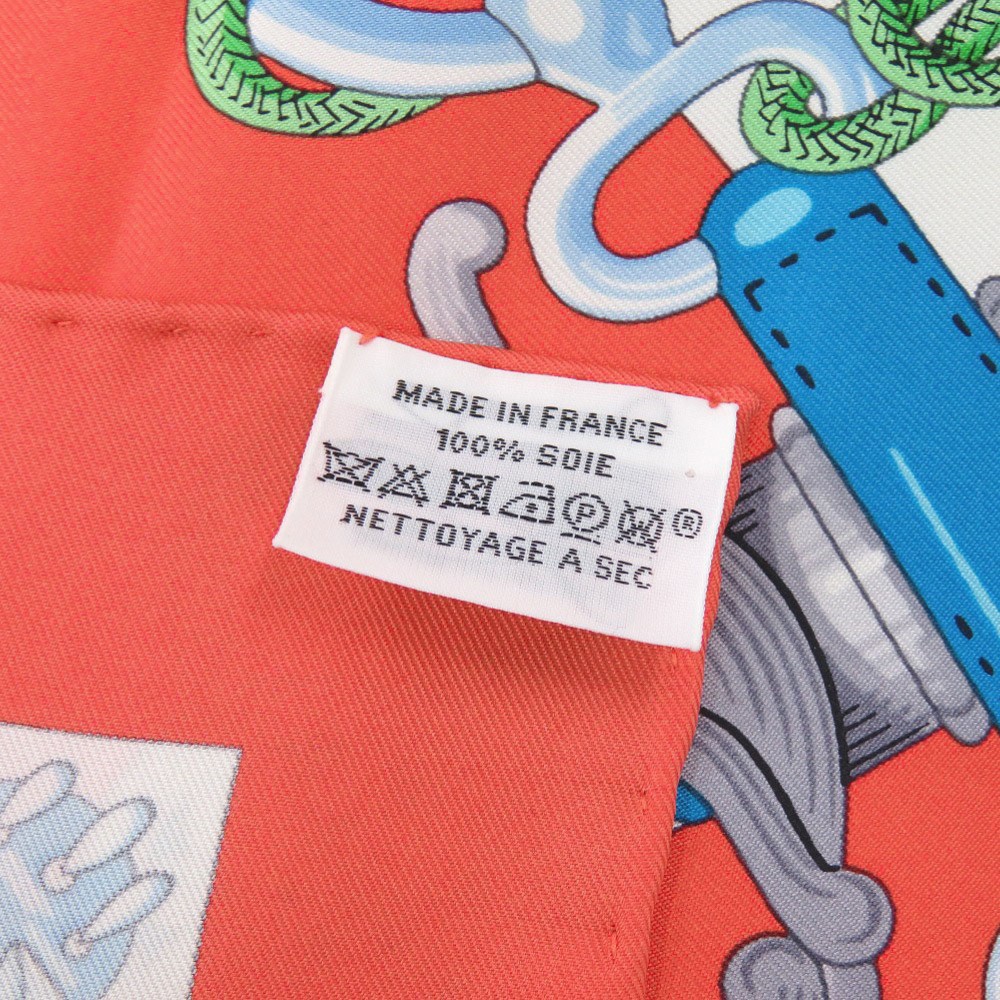 MADE IN FRANCE
100% SOIE
P ®
NETTOYAGE A SEC